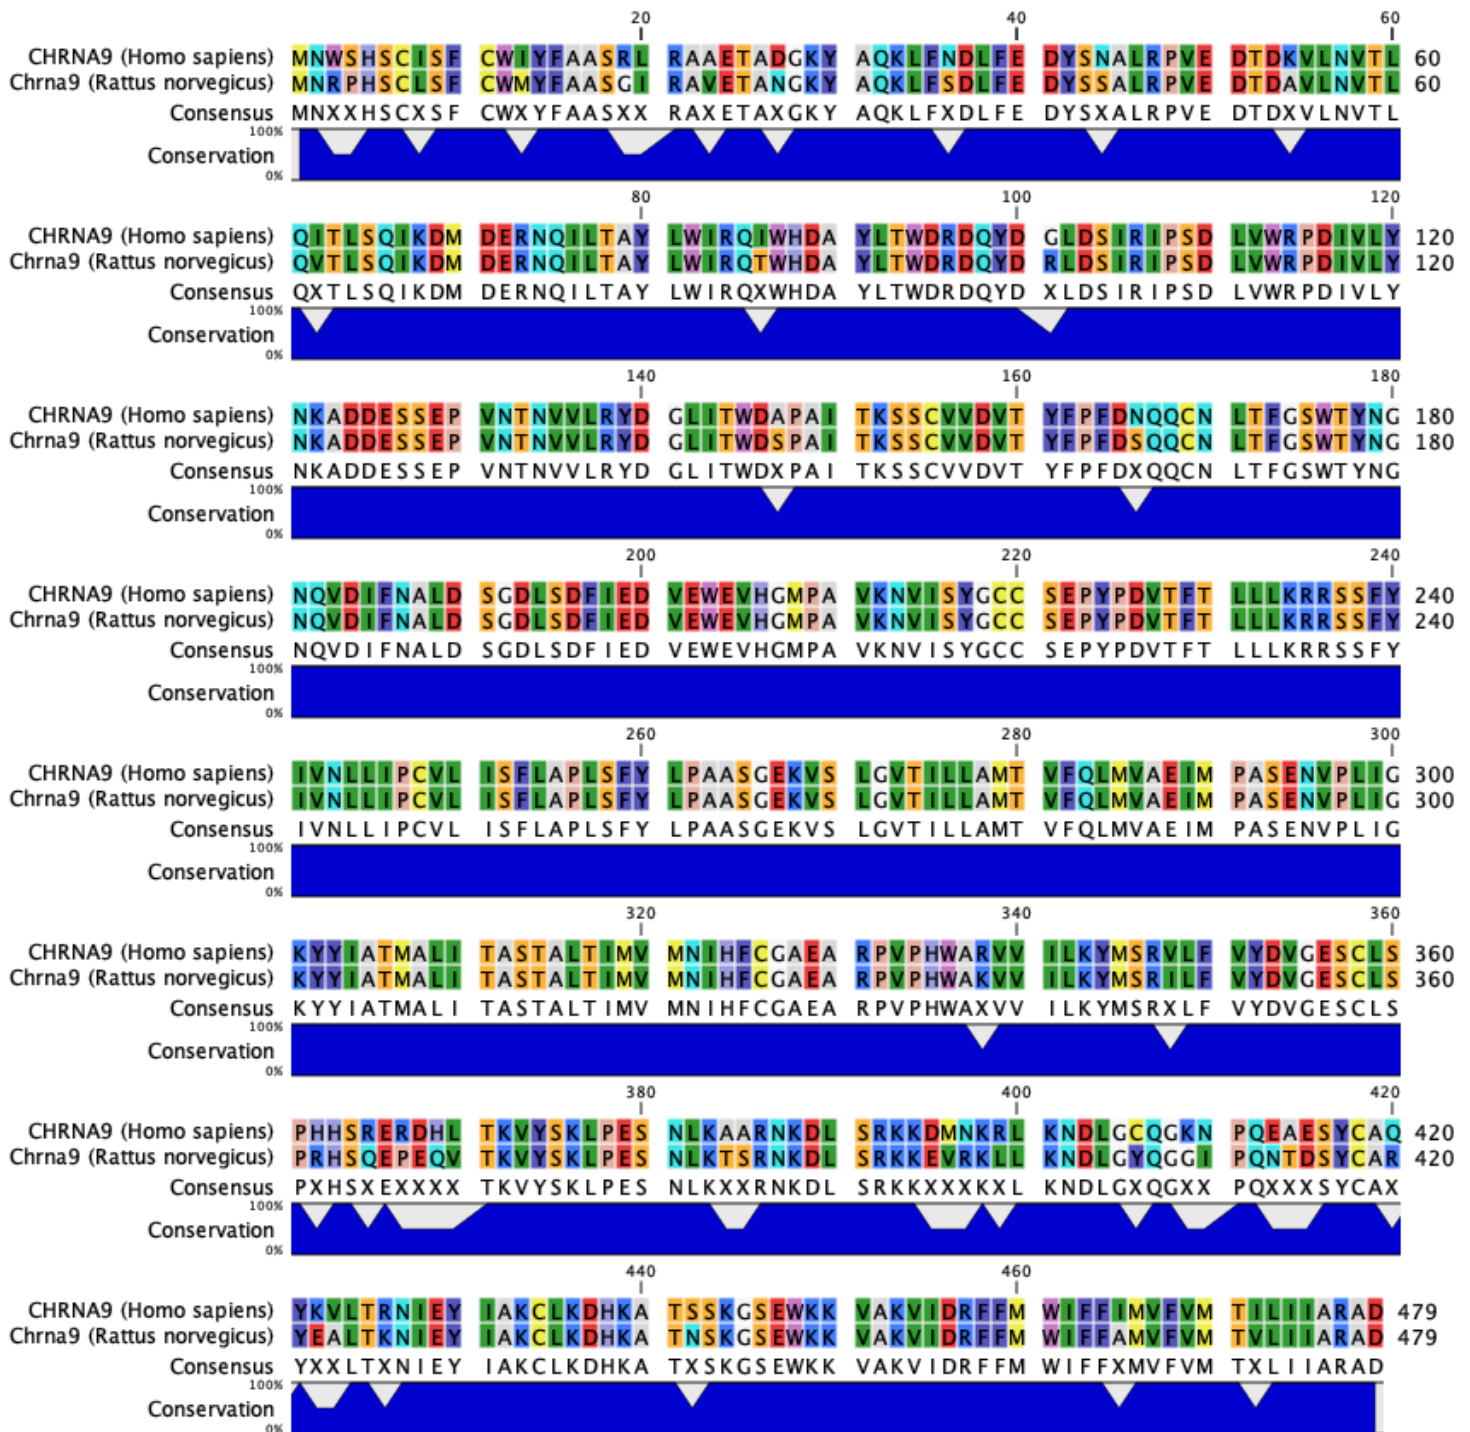 20 40 60
CHRNA9 (Homo sapiens) MNWSHSCISF CWIYFAASRL RAAETADGKY AQKLFNDLFE DYSNALRPVE DTDKVLNVTL 60
Chrna9 (Rattus norvegicus) MNRPHSCLSF CWMYFAASGI RAVETANGKY AQKLFSDLFE DYSSALRPVE DTDAVLNVTL 60
Consensus MNXXHSCXSF CWXYFAASXX RAXETAXGKY AQKLFXDLFE DYSXALRPVE DTDXVLNVTL
100%
Conservation
0%
80 100 120
CHRNA9 (Homo sapiens) QITLSQIKDM DERNQILTAY LWIRQIWHDA YLTWDRDQYD GLDSIRIPSD LVWRPDIVLY 120
Chrna9 (Rattus norvegicus) QVTLSQIKDM DERNQILTAY LWIRQTWHDA YLTWDRDQYD RLDSIRIPSD LVWRPDIVLY 120
Consensus QXTLSQIKDM DERNQILTAY LWIRQXWHDA YLTWDRDQYD XLDSIRIPSD LVWRPDIVLY
100%
Conservation
0%
140 160 180
CHRNA9 (Homo sapiens) NKADDESSEP VNTNVVLRYD GLITWDAPAI TKSSCVVDVT YFPFDNQQCN LTFGSWTYNG 180
Chrna9 (Rattus norvegicus) NKADDESSEP VNTNVVLRYD GLITWDSPAI TKSSCVVDVT YFPFDSQQCN LTFGSWTYNG 180
Consensus NKADDESSEP VNTNVVLRYD GLITWDXPAI TKSSCVVDVT YFPFDXQQCN LTFGSWTYNG
100%
Conservation
0%
200 220 240
CHRNA9 (Homo sapiens) NQVDIFNALD SGDLSDFIED VEWEVHGMPA VKNVISYGCC SEPYPDVTFT LLLKRRSSFY 240
Chrna9 (Rattus norvegicus) NQVDIFNALD SGDLSDFIED VEWEVHGMPA VKNVISYGCC SEPYPDVTFT LLLKRRSSFY 240
Consensus NQVDIFNALD SGDLSDFIED VEWEVHGMPA VKNVISYGCC SEPYPDVTFT LLLKRRSSFY
100%
Conservation
0%
260 280 300
CHRNA9 (Homo sapiens) IVNLLIPCVL ISFLAPLSFY LPAASGEKVS LGVTILLAMT VFQLMVAEIM PASENVPLIG 300
Chrna9 (Rattus norvegicus) IVNLLIPCVL ISFLAPLSFY LPAASGEKVS LGVTILLAMT VFQLMVAEIM PASENVPLIG 300
Consensus IVNLLIPCVL ISFLAPLSFY LPAASGEKVS LGVTILLAMT VFQLMVAEIM PASENVPLIG
100%
Conservation
0%
320 340 360
CHRNA9 (Homo sapiens) KYYIATMALI TASTALTIMV MNIHFCGAEA RPVPHWARVV ILKYMSRVLF VYDVGESCLS 360
Chrna9 (Rattus norvegicus) KYYIATMALI TASTALTIMV MNIHFCGAEA RPVPHWAKVV ILKYMSRILF VYDVGESCLS 360
Consensus KYYIATMALI TASTALTIMV MNIHFCGAEA RPVPHWAXVV ILKYMSRXLF VYDVGESCLS
100%
Conservation
0%
380 400 420
CHRNA9 (Homo sapiens) PHHSRERDHL TKVYSKLPES NLKAARNKDL SRKKDMNKRL KNDLGCQGKN PQEAESYCAQ 420
Chrna9 (Rattus norvegicus) PRHSQEPEQV TKVYSKLPES NLKTSRNKDL SRKKEVRKLL KNDLGYQGGI PQNTDSYCAR 420
Consensus PXHSXEXXXX TKVYSKLPES NLKXXRNKDL SRKKXXXKXL KNDLGXQGXX PQXXXSYCAX
100%
Conservation
0%
440 460
CHRNA9 (Homo sapiens) YKVLTRNIEY IAKCLKDHKA TSSKGSEWKK VAKVIDRFFM WIFFIMVFVM TILIIARAD 479
Chrna9 (Rattus norvegicus) YEALTKNIEY IAKCLKDHKA TNSKGSEWKK VAKVIDRFFM WIFFAMVFVM TVLIIARAD 479
Consensus YXXLTXNIEY IAKCLKDHKA TXSKGSEWKK VAKVIDRFFM WIFFXMVFVM TXLIIARAD
100%
Conservation
0%